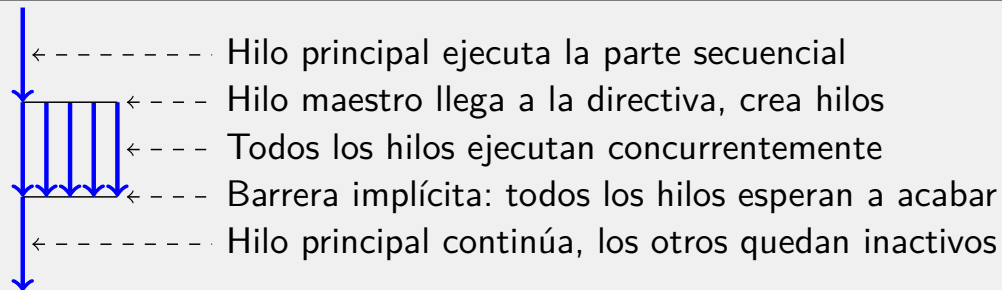 Hilo principal ejecuta la parte secuencial
Hilo maestro llega a la directiva, crea hilos
Todos los hilos ejecutan concurrentemente
Barrera implícita: todos los hilos esperan a acabar
Hilo principal continúa, los otros quedan inactivos